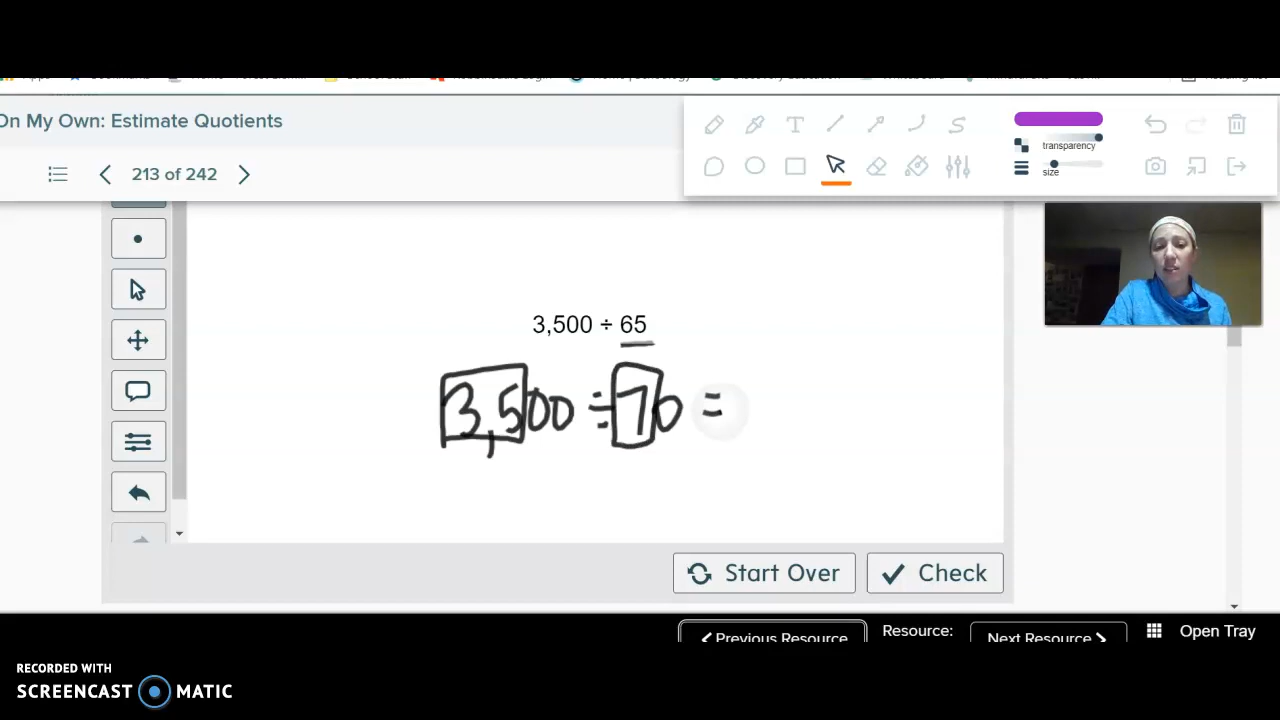 On My Own: Estimate Quotients
213 of 242
transparency
size
3,500 ÷ 65
3,500 ÷ 70 =
Start Over
Check
Previous Resource
Resource:
Next Resource
Open Tray
RECORDED WITH
SCREENCAST MATIC